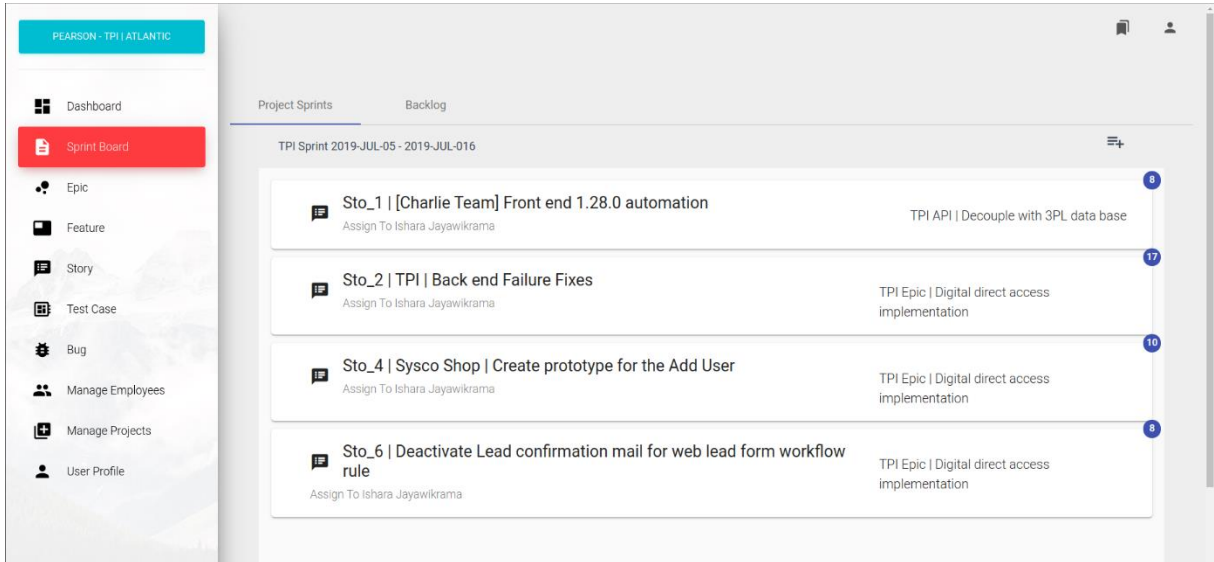 PEARSON - TPI | ATLANTIC
Dashboard
Sprint Board
Epic
Feature
Story
Test Case
Bug
Manage Employees
Manage Projects
User Profile
Project Sprints
Backlog
TPI Sprint 2019-JUL-05 - 2019-JUL-016
8
Sto_1 | [Charlie Team] Front end 1.28.0 automation
Assign To Ishara Jayawikrama
TPI API | Decouple with 3PL data base
17
Sto_2 | TPI | Back end Failure Fixes
Assign To Ishara Jayawikrama
TPI Epic | Digital direct access
implementation
10
Sto_4 | Sysco Shop | Create prototype for the Add User
Assign To Ishara Jayawikrama
TPI Epic | Digital direct access
implementation
8
Sto_6 | Deactivate Lead confirmation mail for web lead form workflow
rule
Assign To Ishara Jayawikrama
TPI Epic | Digital direct access
implementation